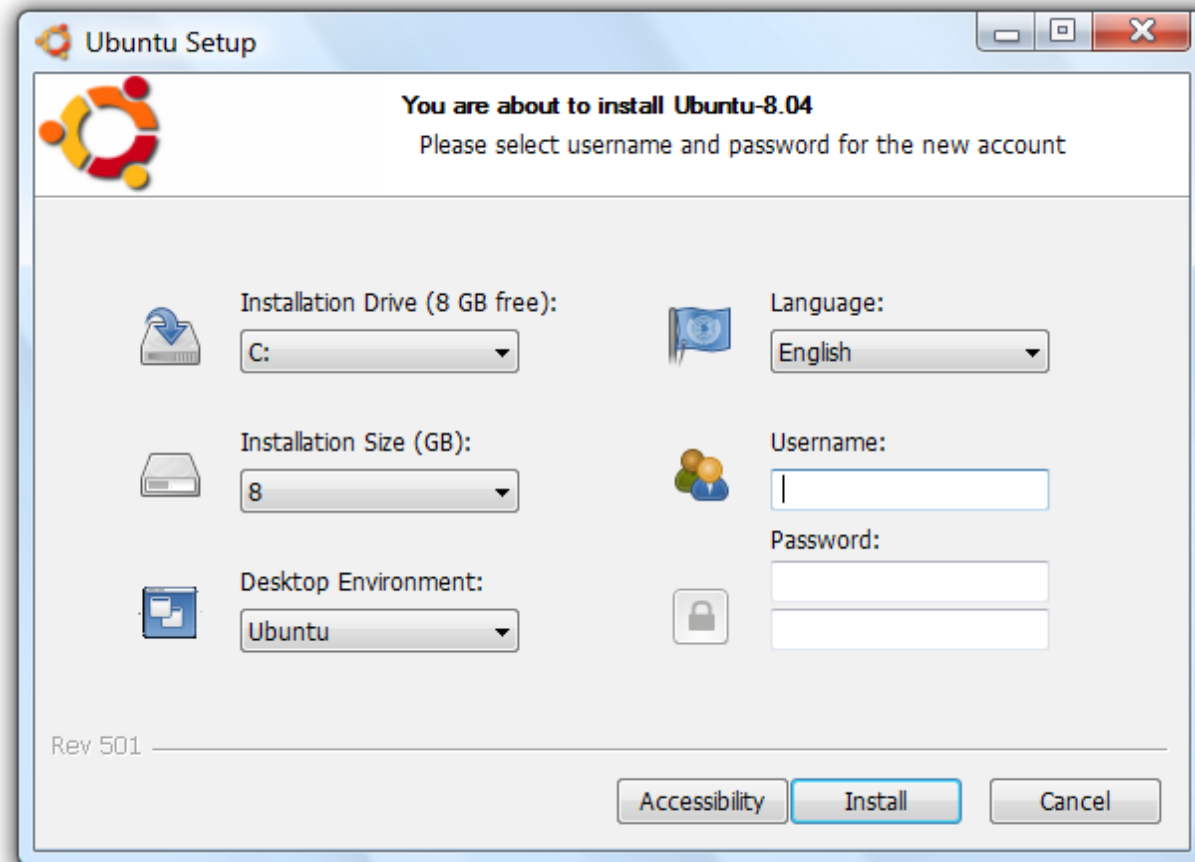 Ubuntu Setup
You are about to install Ubuntu-8.04
Please select username and password for the new account
Installation Drive (8 GB free):
C:
Language:
English
Installation Size (GB):
8
Username:
Password:
Desktop Environment:
Ubuntu
Rev 501
Accessibility
Install
Cancel